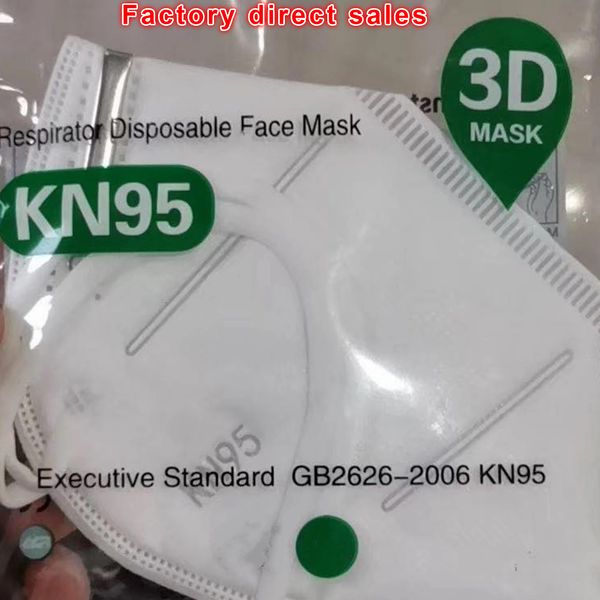 Factory direct sales
3D
MASK
Respirator Disposable Face Mask
KN95
KN95
Executive Standard GB2626-2006 KN95